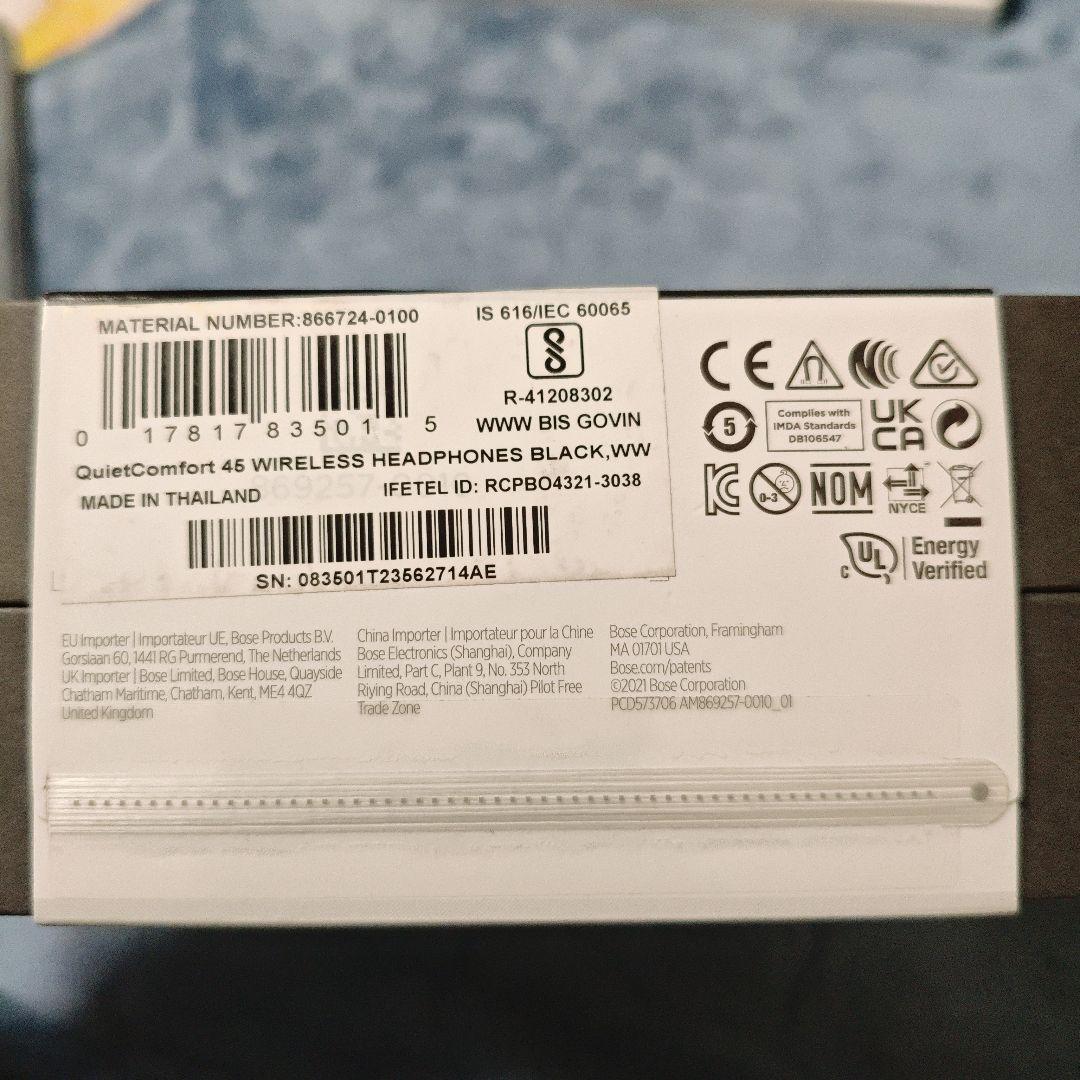 MATERIAL NUMBER:866724-0100
IS 616/IEC 60065
0 17817 83501 5
R-41208302
WWW BIS GOVIN
QuietComfort 45 WIRELESS HEADPHONES BLACK,WW
MADE IN THAILAND
IFETEL ID: RCPBO4321-3038
SN: 083501T23562714AE
CE
5
Complies with
IMDA Standards
DB106547
UK
CA
0-3
NOM
NYCE
c UL
Energy
Verified
EU Importer | Importateur UE, Bose Products B.V.
Gorslaan 60, 1441 RG Purmerend, The Netherlands
UK Importer | Bose Limited, Bose House, Quayside
Chatham Maritime, Chatham, Kent, ME4 4QZ
United Kingdom
China Importer | Importateur pour la Chine
Bose Electronics (Shanghai), Company
Limited, Part C, Plant 9, No. 353 North
Riying Road, China (Shanghai) Pilot Free
Trade Zone
Bose Corporation, Framingham
MA 01701 USA
Bose.com/patents
©2021 Bose Corporation
PCD573706 AM869257-0010_01